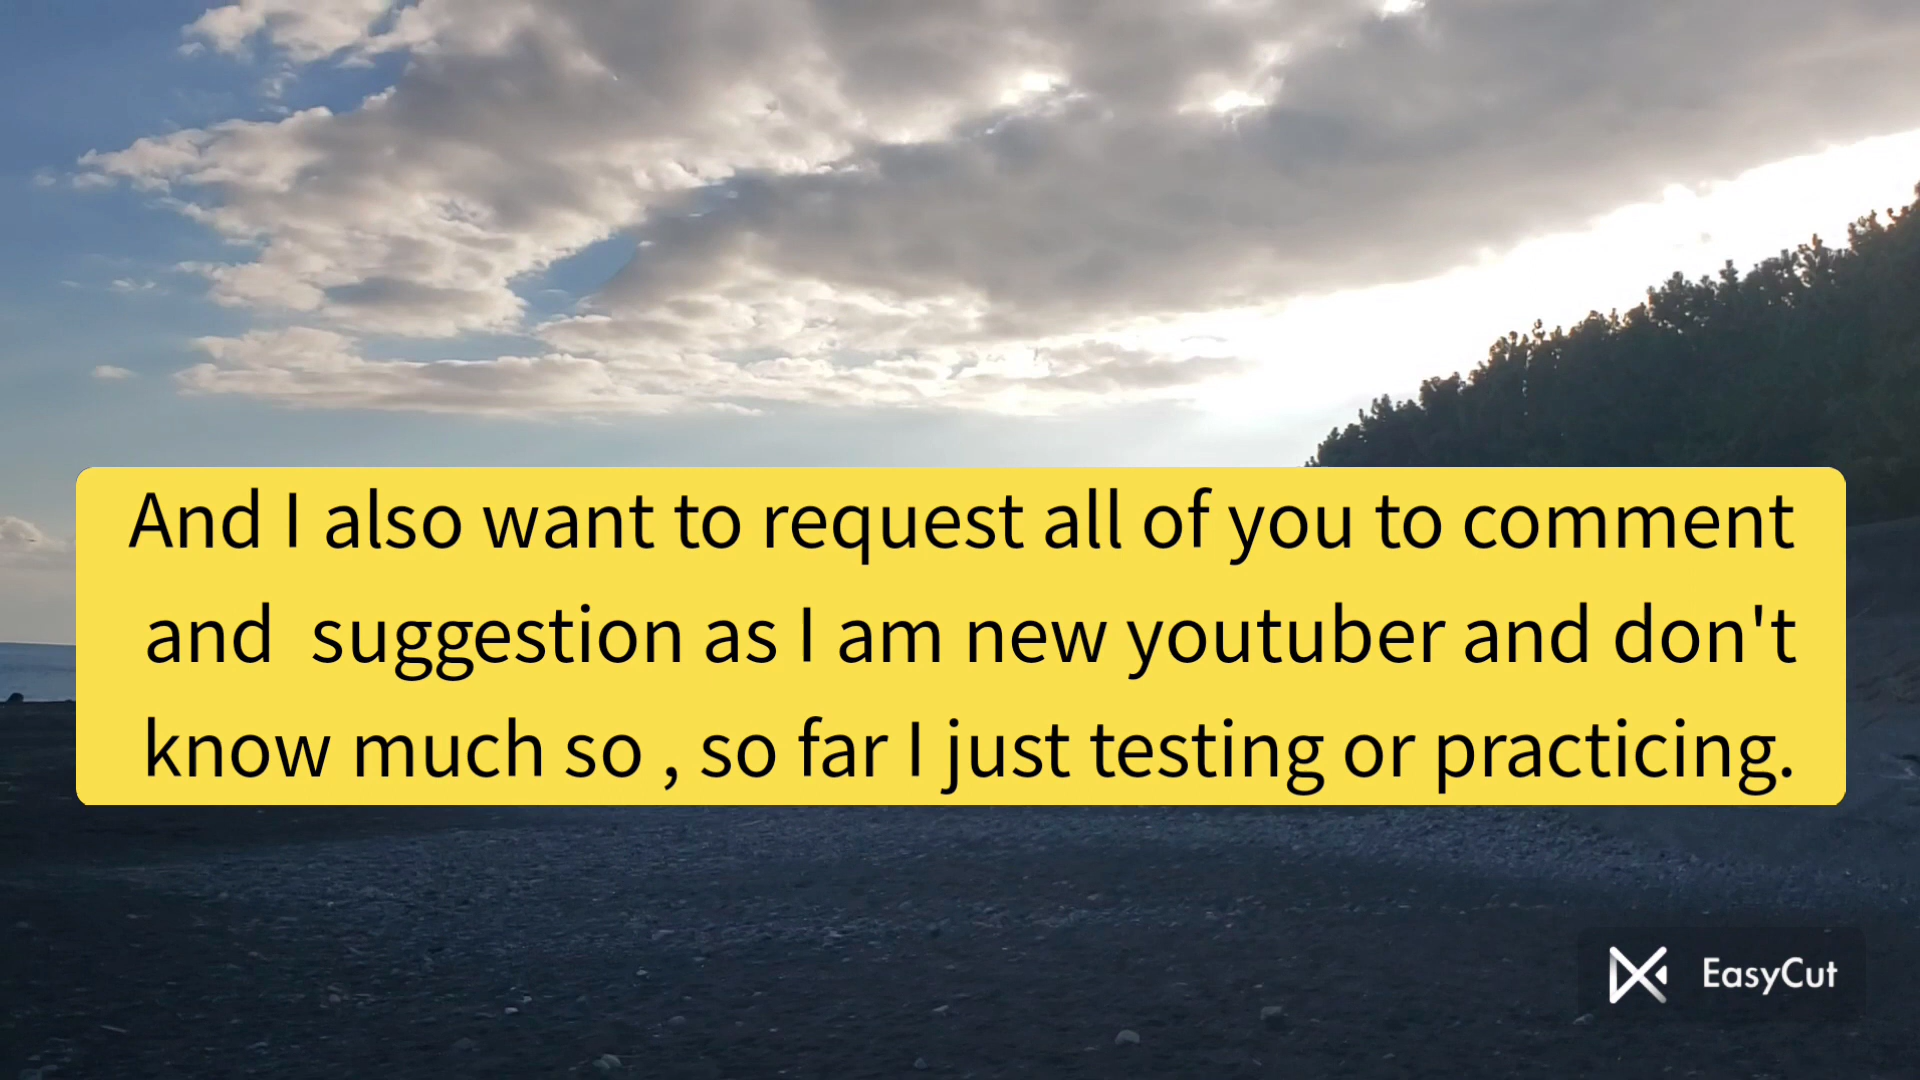 And I also want to request all of you to comment
and  suggestion as I am new youtuber and don't
know much so , so far I just testing or practicing.
EasyCut